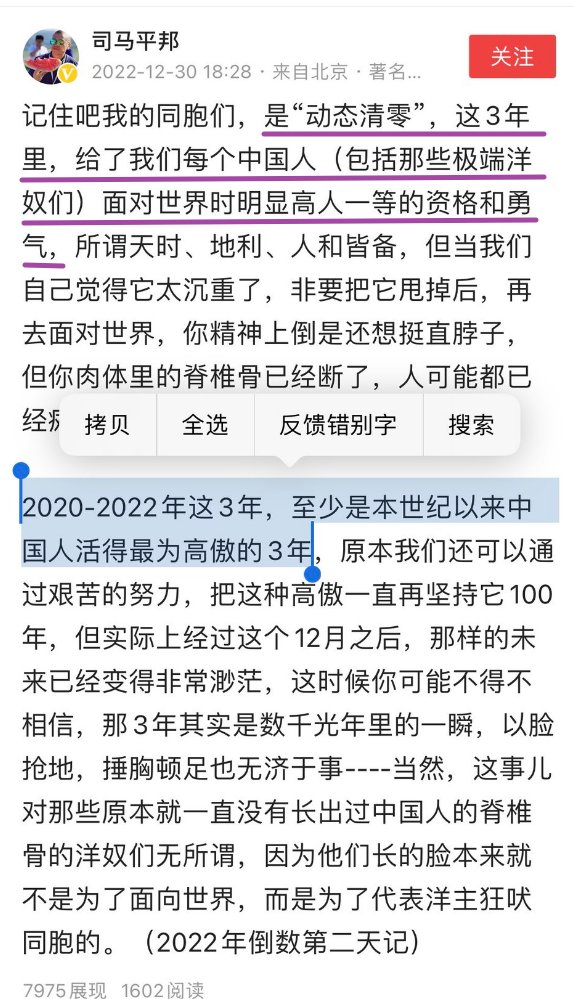 司马平邦
2022-12-30 18:28 · 来自北京 · 著名...
关注
记住吧我的同胞们，是“动态清零”，这3年
里，给了我们每个中国人（包括那些极端洋
奴们）面对世界时明显高人一等的资格和勇
气，所谓天时、地利、人和皆备，但当我们
自己觉得它太沉重了，非要把它甩掉后，再
去面对世界，你精神上倒是还想挺直脖子，
但你肉体里的脊椎骨已经断了，人可能都已
经
拷贝 全选 反馈错别字 搜索
2020-2022年这3年，至少是本世纪以来中
国人活得最为高傲的3年，原本我们还可以通
过艰苦的努力，把这种高傲一直再坚持它100
年，但实际上经过这个12月之后，那样的未
来已经变得非常渺茫，这时候你可能不得不
相信，那3年其实是数千光年里的一瞬，以脸
抢地，捶胸顿足也无济于事----当然，这事儿
对那些原本就一直没有长出过中国人的脊椎
骨的洋奴们无所谓，因为他们长的脸本来就
不是为了面向世界，而是为了代表洋主狂吠
同胞的。（2022年倒数第二天记）
7975展现 1602阅读